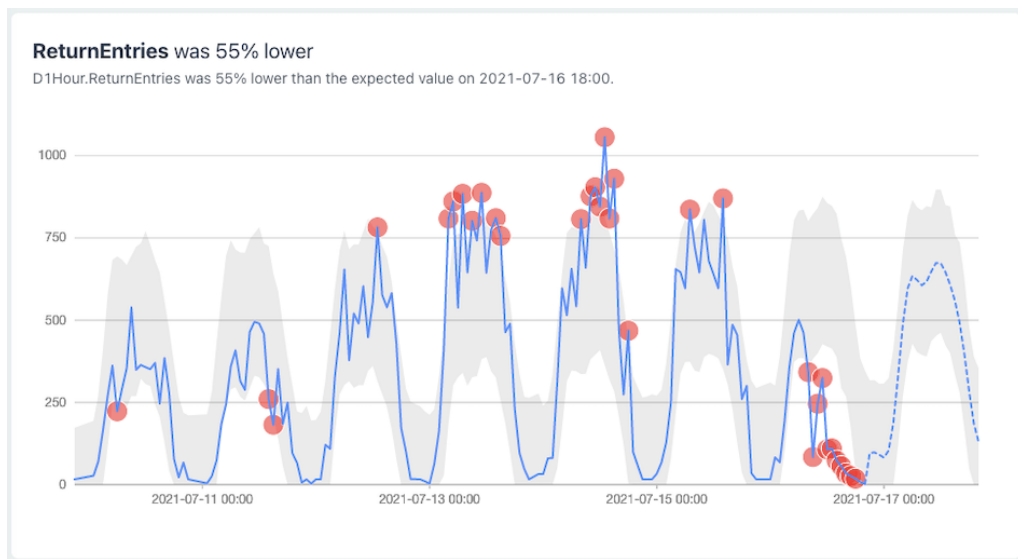 ReturnEntries was 55% lower
D1Hour.ReturnEntries was 55% lower than the expected value on 2021-07-16 18:00.
1000
750
500
250
0
2021-07-11 00:00 2021-07-13 00:00 2021-07-15 00:00 2021-07-17 00:00